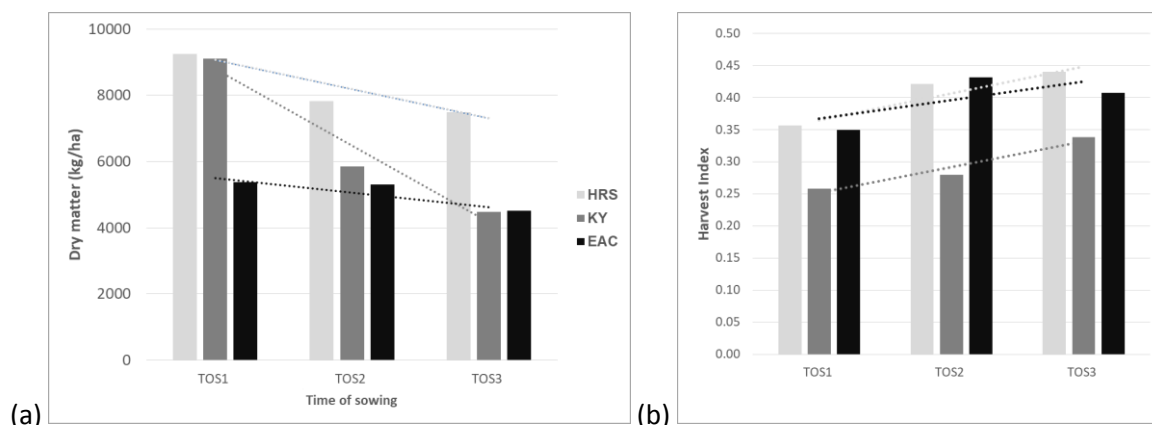 (a)
Dry matter (kg/ha)
10000
8000
6000
4000
2000
0
TOS1 TOS2 TOS3
Time of sowing
HRS
KY
EAC
(b)
Harvest Index
0.50
0.45
0.40
0.35
0.30
0.25
0.20
0.15
0.10
0.05
0.00
TOS1 TOS2 TOS3